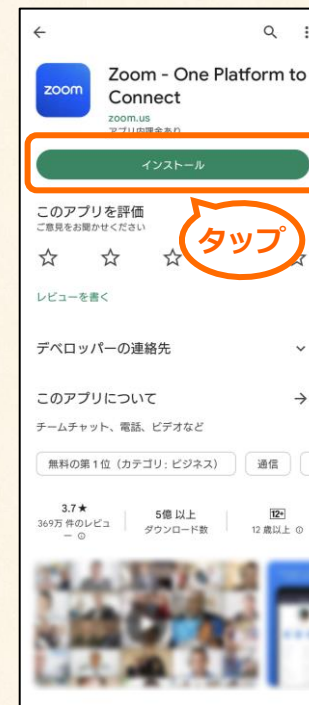 zoom
Zoom - One Platform to
Connect
zoom.us
アプリ内課金あり
インストール
タップ
このアプリを評価
ご意見をお聞かせください
レビューを書く
デベロッパーの連絡先
このアプリについて
チームチャット、電話、ビデオなど
無料の第1位（カテゴリ: ビジネス） 通信
3.7★ 5億 以上 12+
369万 件のレビュ ダウンロード数 12 歳以上
ー